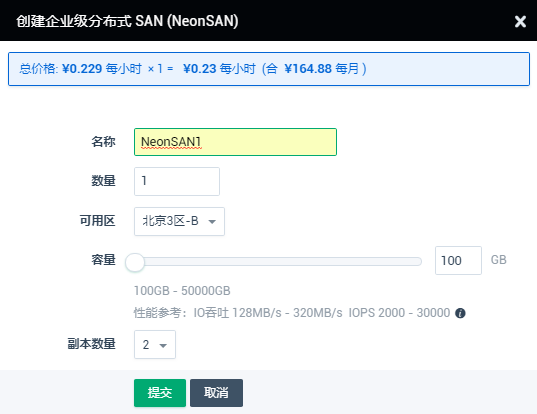 创建企业级分布式 SAN (NeonSAN)
总价格: ¥0.229 每小时 × 1 = ¥0.23 每小时 (合 ¥164.88 每月 )
名称 NeonSAN1
数量 1
可用区 北京3区-B
容量 100 GB
100GB - 50000GB
性能参考：IO吞吐 128MB/s - 320MB/s IOPS 2000 - 30000
副本数量 2
提交 取消